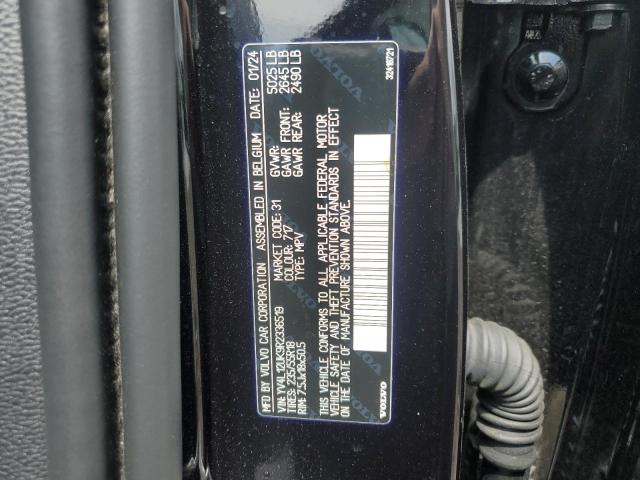 MFD. BY VOLVO CAR CORPORATION ASSEMBLED IN BELGIUM DATE: 01/24
GVWR: 5025 LB
GAWR FRONT: 2645 LB
GAWR REAR: 2490 LB
VIN: YV4L12UK9R2336519 MARKET CODE: 31
TIRES: 235/55R18 COLOUR: 717
RIM: 7.5Jx18x50.5 TYPE: MPV
THIS VEHICLE CONFORMS TO ALL APPLICABLE FEDERAL MOTOR
VEHICLE SAFETY AND THEFT PREVENTION STANDARDS IN EFFECT
ON THE DATE OF MANUFACTURE SHOWN ABOVE.
VOLVO
32416721